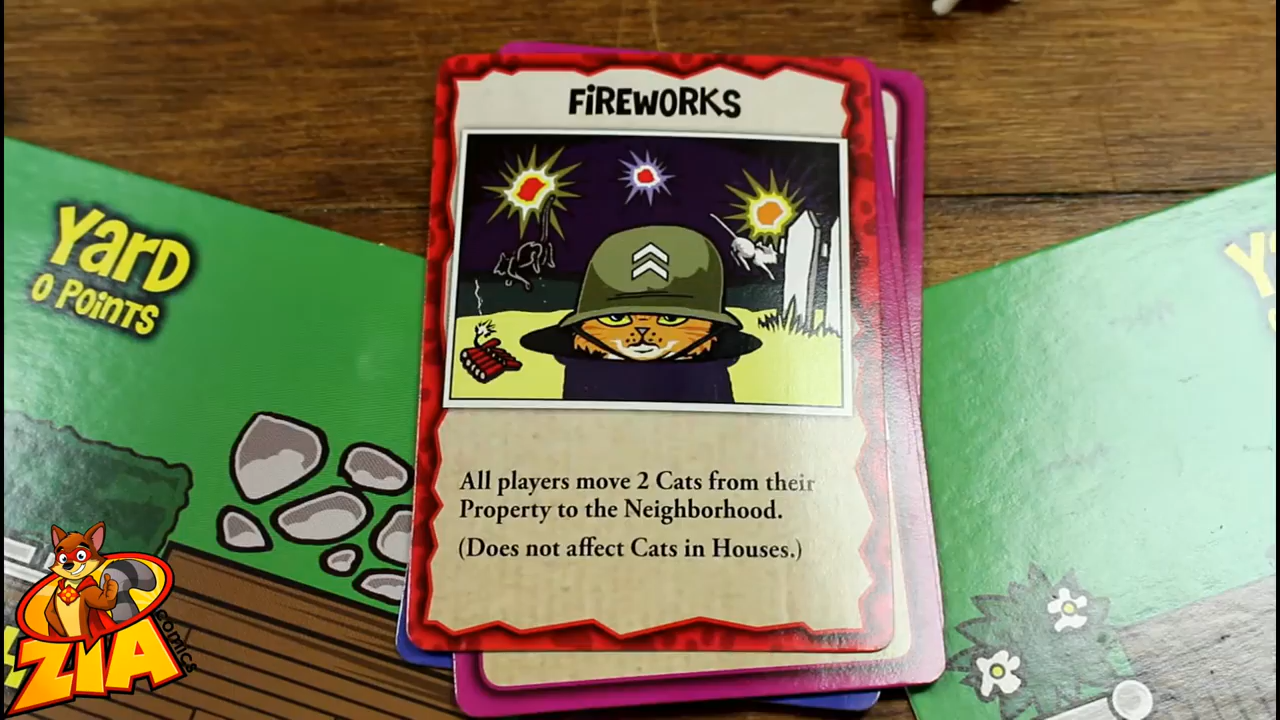 FiREWORKS
YarD
0 POiNTS
All players move 2 Cats from their
Property to the Neighborhood.
(Does not affect Cats in Houses.)
ZIA
comics